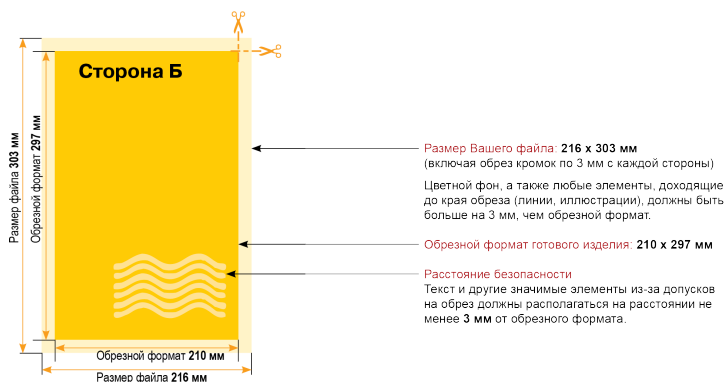 Сторона Б
Размер файла 303 мм
Обрезной формат 297 мм
Размер Вашего файла: 216 x 303 мм
(включая обрез кромок по 3 мм с каждой стороны)
Цветной фон, а также любые элементы, доходящие
до края обреза (линии, иллюстрации), должны быть
больше на 3 мм, чем обрезной формат.
Обрезной формат готового изделия: 210 x 297 мм
Расстояние безопасности
Текст и другие значимые элементы из-за допусков
на обрез должны располагаться на расстоянии не
менее 3 мм от обрезного формата.
Обрезной формат 210 мм
Размер файла 216 мм